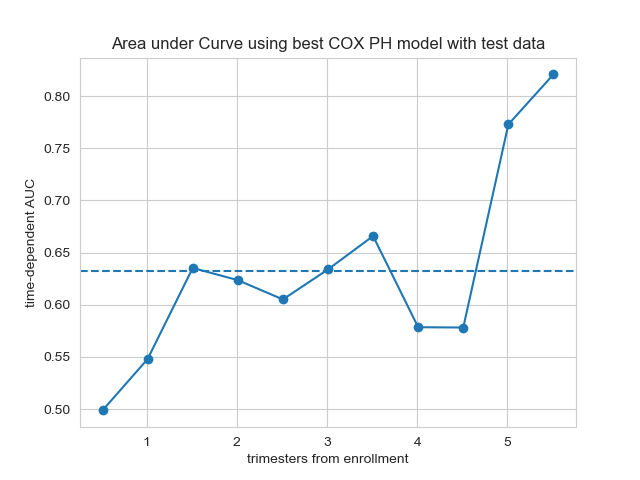 Area under Curve using best COX PH model with test data
time-dependent AUC
0.80
0.75
0.70
0.65
0.60
0.55
0.50
1 2 3 4 5
trimesters from enrollment